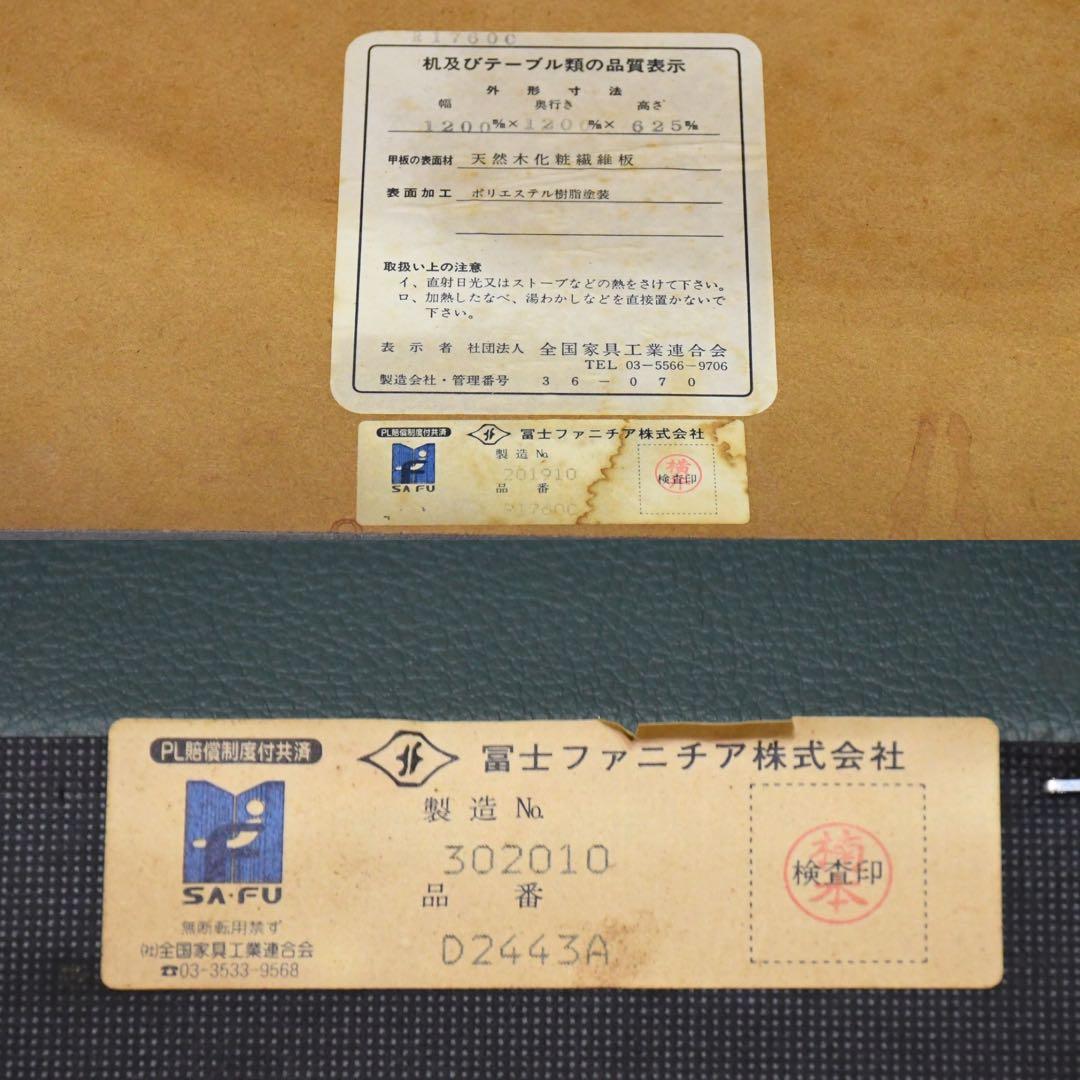 R1760C
机及びテーブル類の品質表示
外形寸法
幅 奥行き 高さ
1200㎜×1200㎜×625㎜
甲板の表面材 天然木化粧繊維板
表面加工 ポリエステル樹脂塗装
取扱い上の注意
イ、直射日光又はストーブなどの熱をさけて下さい。
ロ、加熱したなべ、湯わかしなどを直接置かないで
下さい。
表示者 社団法人 全国家具工業連合会
TEL 03-5566-9706
製造会社・管理番号 36-070
PL賠償制度付共済
冨士ファニチア株式会社
製造 No.
201910
品番
R1760C
SA・FU
検査印
PL賠償制度付共済
冨士ファニチア株式会社
製造 No.
302010
品番
D2443A
SA・FU
無断転用禁ず
(社)全国家具工業連合会
☎03-3533-9568
検査印